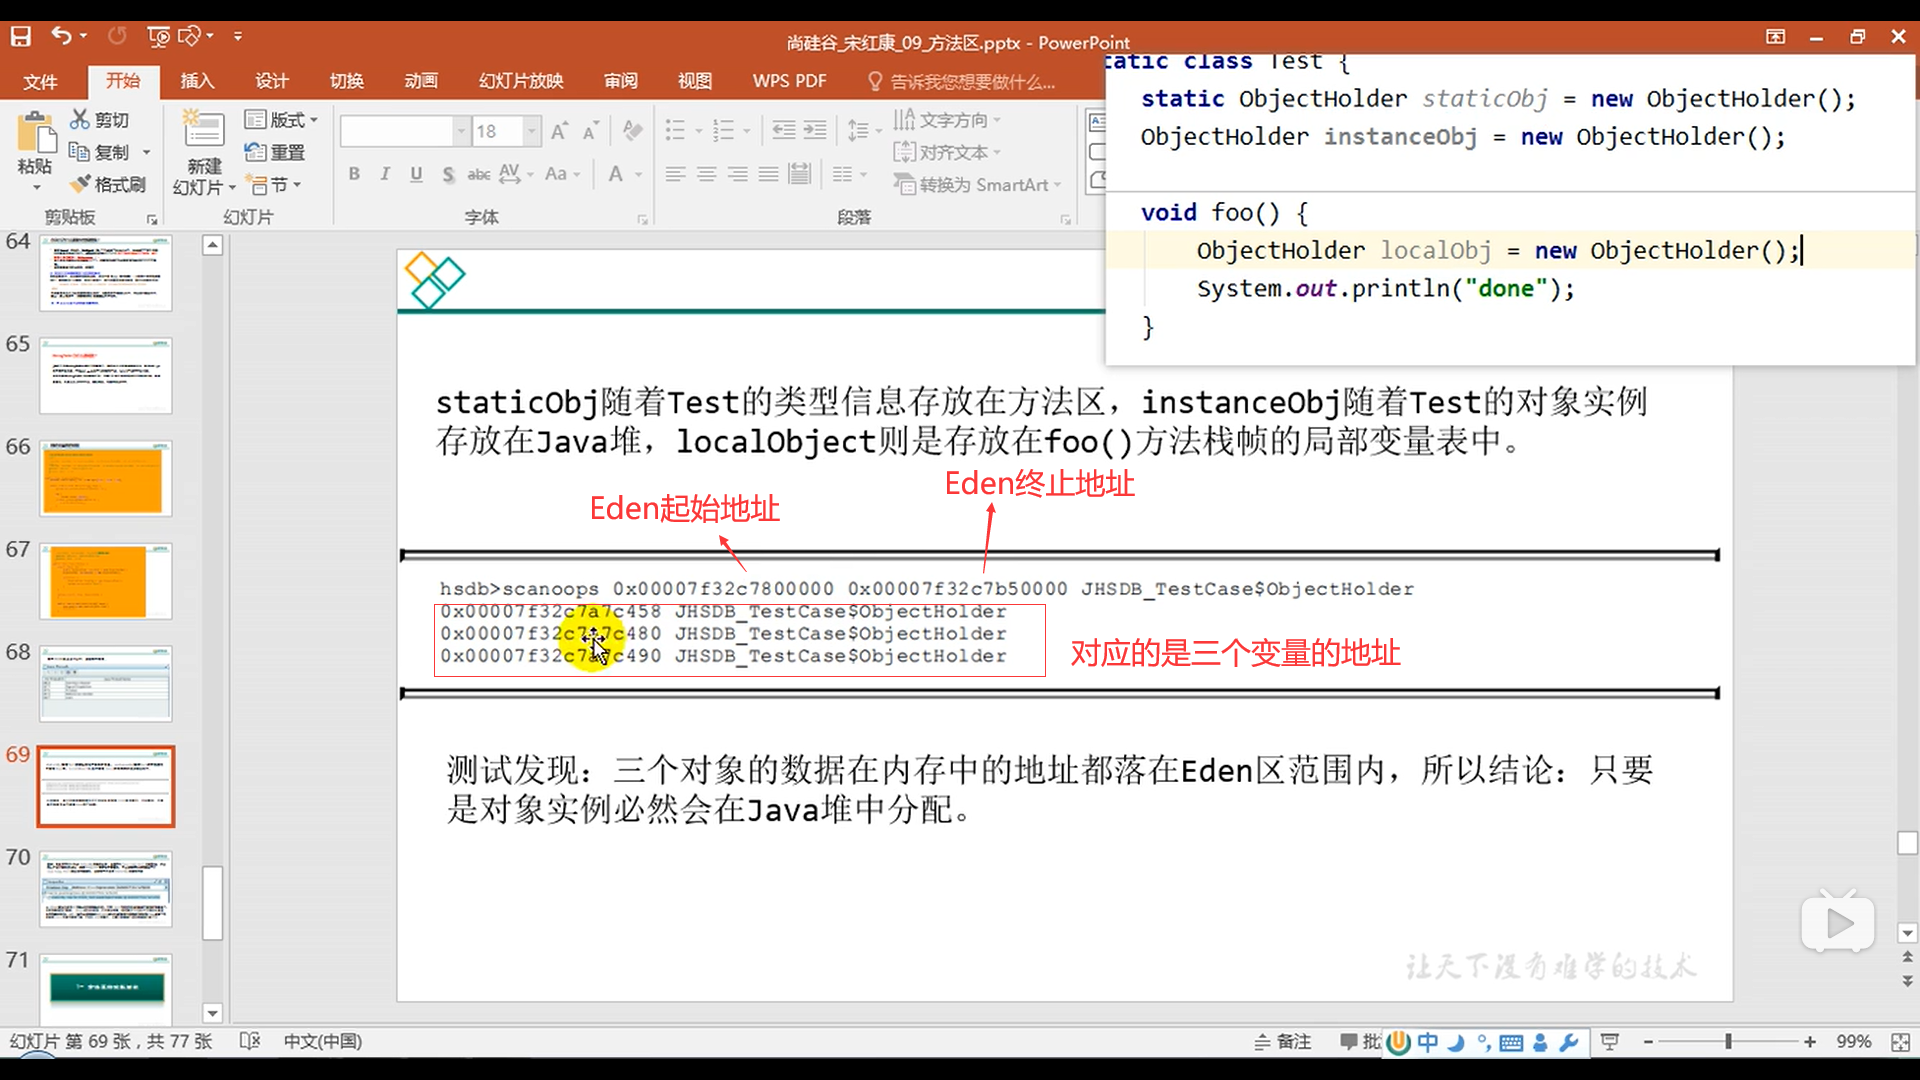 尚硅谷_宋红康_09_方法区.pptx - PowerPoint
文件 开始 插入 设计 切换 动画 幻灯片放映 审阅 视图 WPS PDF 告诉我您想要做什么...
粘贴
剪切
复制
格式刷
剪贴板
新建
幻灯片
版式
重置
节
幻灯片
18
B I U S abc AV Aa A
字体
文字方向
对齐文本
转换为 SmartArt
段落
tatic class Test {
static ObjectHolder staticObj = new ObjectHolder();
ObjectHolder instanceObj = new ObjectHolder();
void foo() {
ObjectHolder localObj = new ObjectHolder();
System.out.println("done");
}
64
65
66
67
68
69
70
71
staticObj随着Test的类型信息存放在方法区，instanceObj随着Test的对象实例
存放在Java堆，localObject则是存放在foo()方法栈帧的局部变量表中。
Eden起始地址
Eden终止地址
hsdb>scanoops 0x00007f32c7800000 0x00007f32c7b50000 JHSDB_TestCase$ObjectHolder
0x00007f32c7a7c458 JHSDB_TestCase$ObjectHolder
0x00007f32c7a7c480 JHSDB_TestCase$ObjectHolder
0x00007f32c7a7c490 JHSDB_TestCase$ObjectHolder
对应的是三个变量的地址
测试发现：三个对象的数据在内存中的地址都落在Eden区范围内，所以结论：只要
是对象实例必然会在Java堆中分配。
让天下没有难学的技术
幻灯片 第 69 张，共 77 张 中文(中国) 备注 批 中 99%